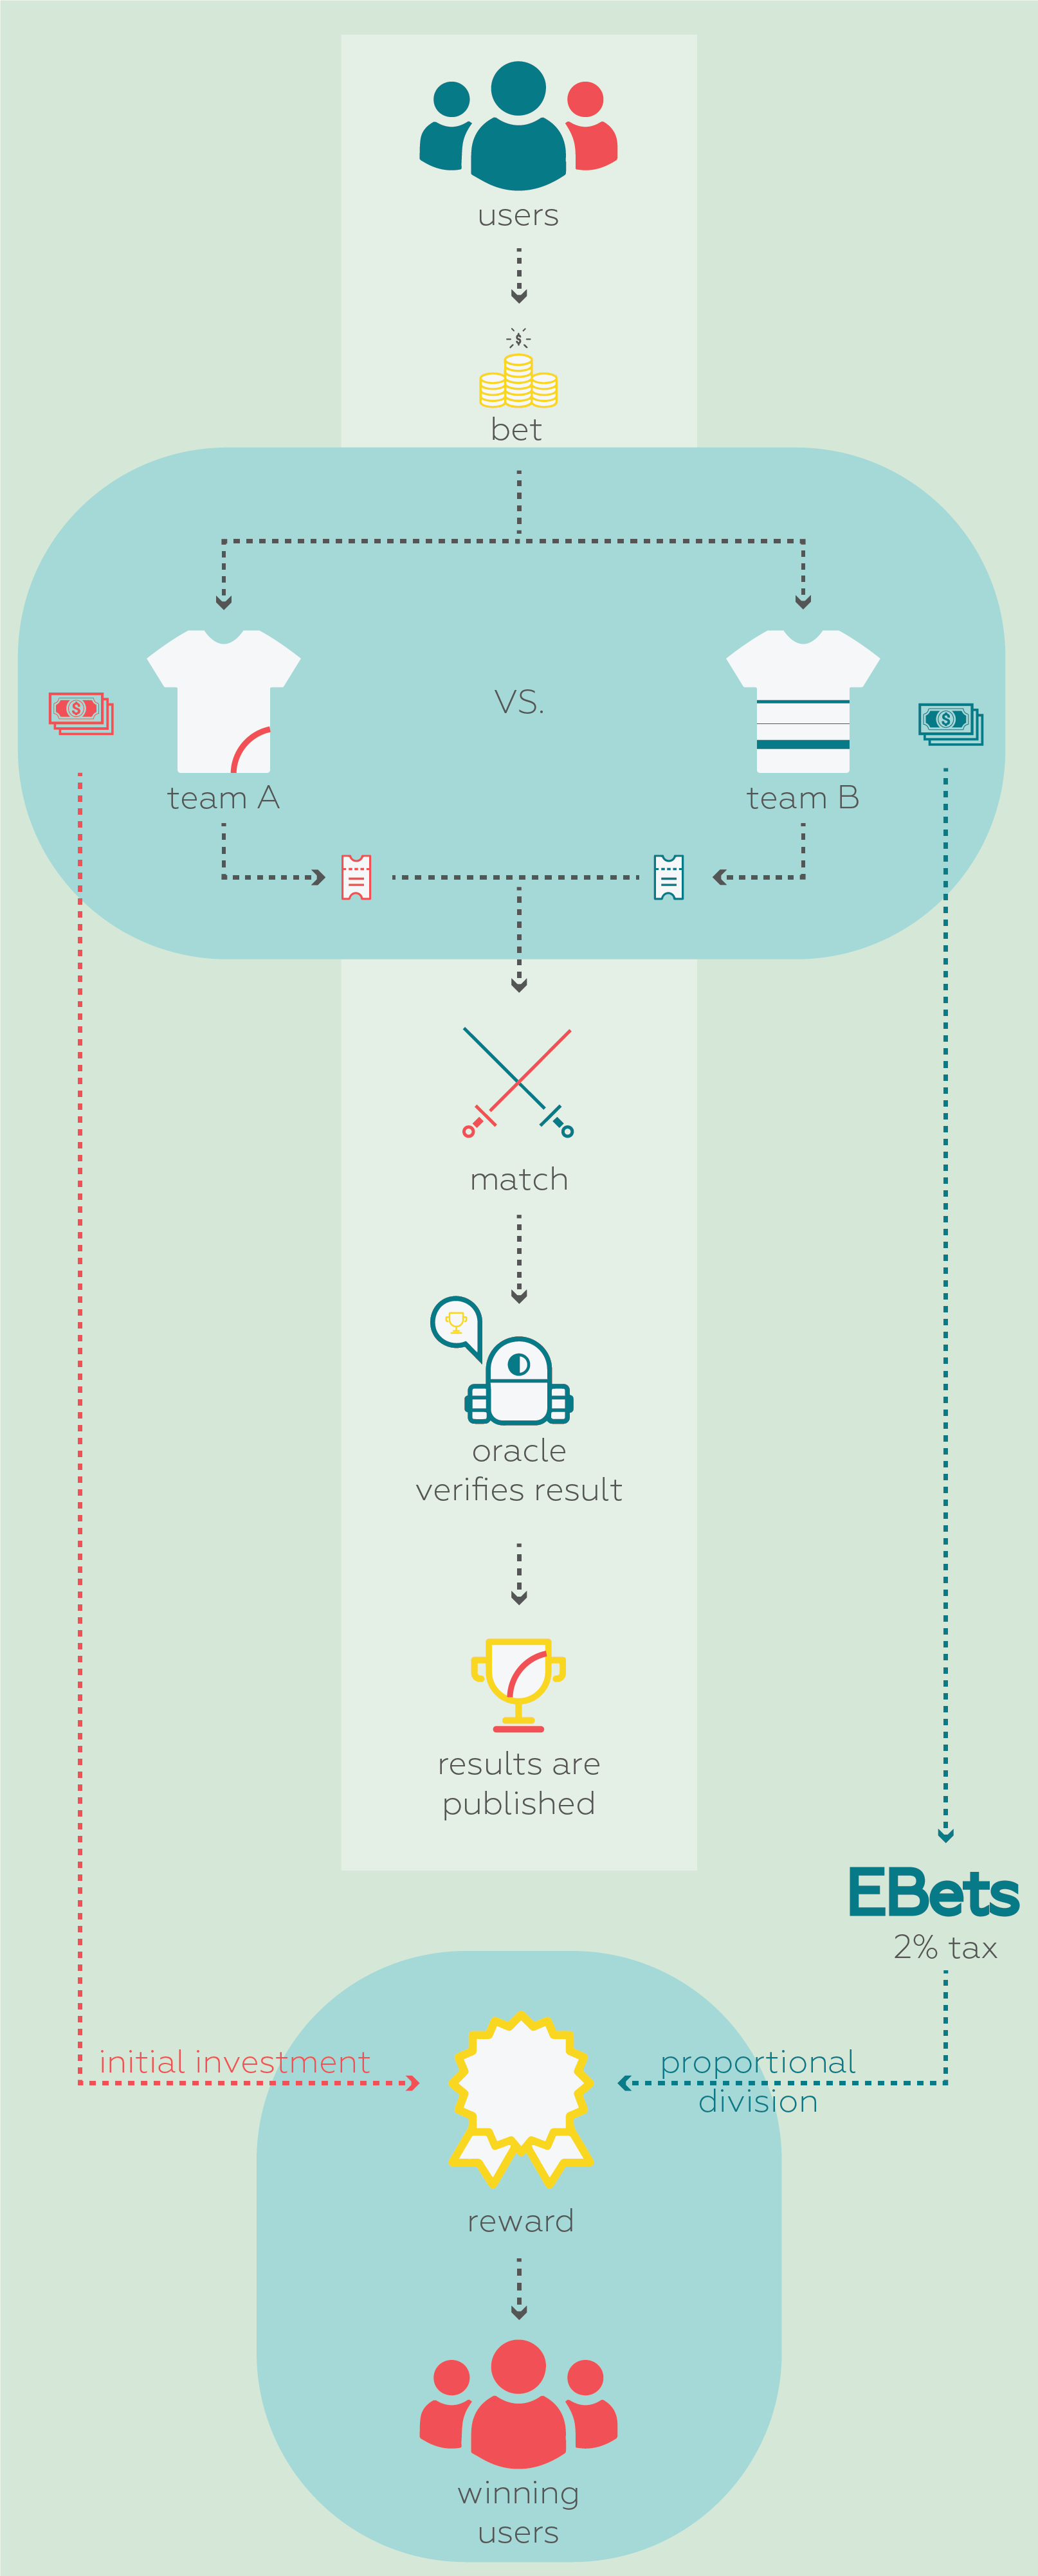 users
$
bet
VS.
$
$
team A
team B
match
oracle
verifies result
results are
published
EBets
2% tax
initial investment
proportional
division
reward
winning
users